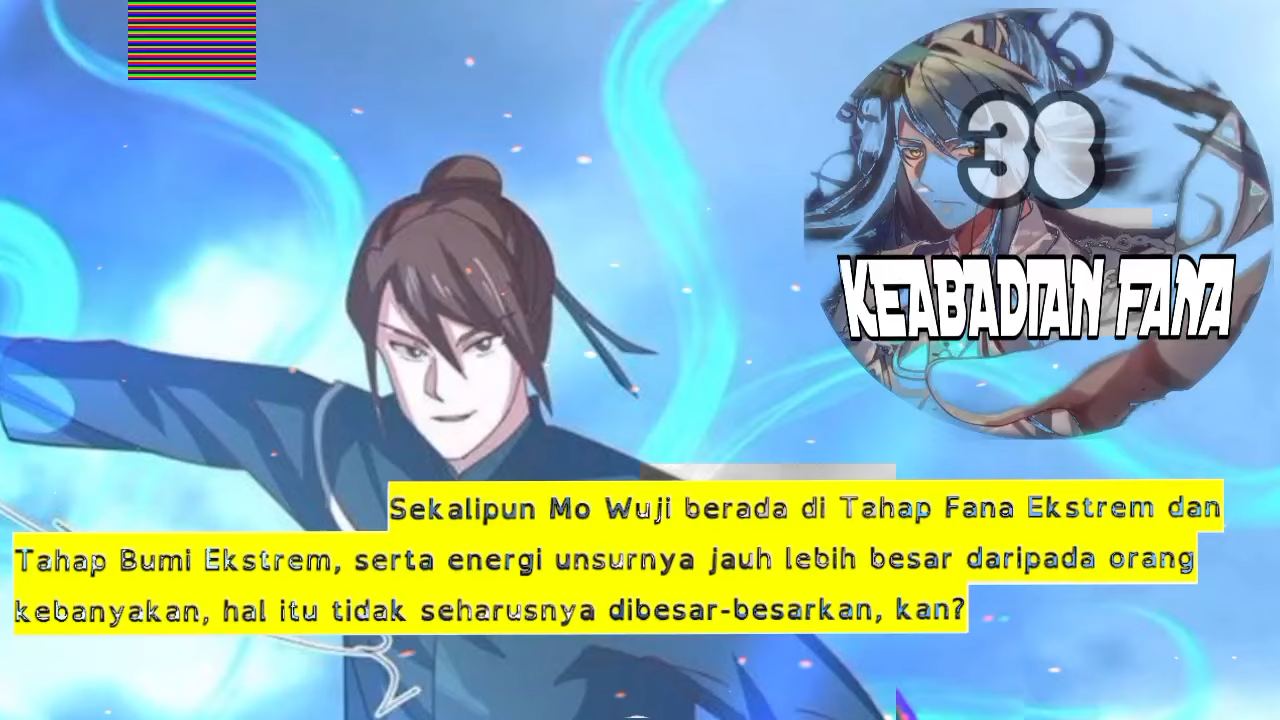 38
KEABADIAN FANA
Sekalipun Mo Wuji berada di Tahap Fana Ekstrem dan
Tahap Bumi Ekstrem, serta energi unsurnya jauh lebih besar daripada orang
kebanyakan, hal itu tidak seharusnya dibesar-besarkan, kan?